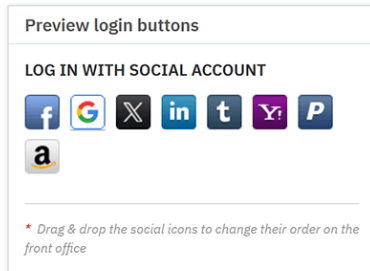 Preview login buttons
LOG IN WITH SOCIAL ACCOUNT
f G X in t Y! P
a
* Drag & drop the social icons to change their order on the
front office